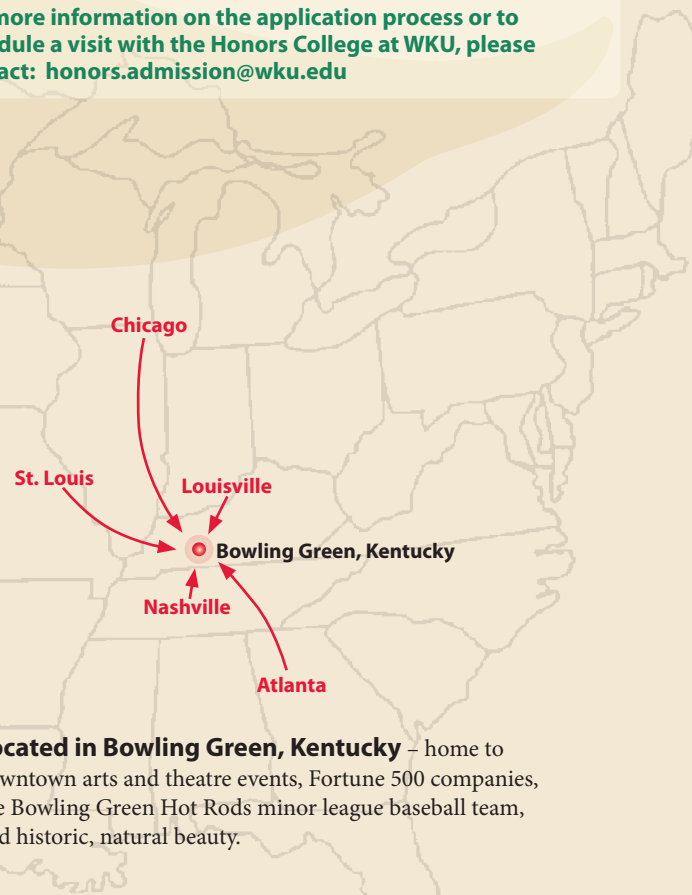 more information on the application process or to
dule a visit with the Honors College at WKU, please
act: honors.admission@wku.edu
Chicago
St. Louis
Louisville
Bowling Green, Kentucky
Nashville
Atlanta
ocated in Bowling Green, Kentucky – home to
wntown arts and theatre events, Fortune 500 companies,
e Bowling Green Hot Rods minor league baseball team,
d historic, natural beauty.